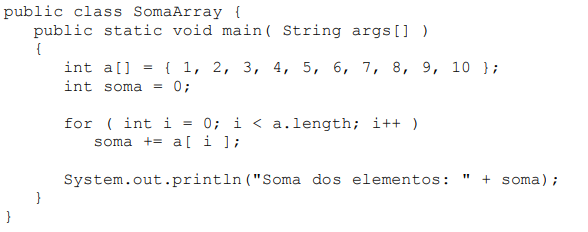 public class SomaArray {
public static void main( String args[] )
{
int a[] = { 1, 2, 3, 4, 5, 6, 7, 8, 9, 10 };
int soma = 0;
for ( int i = 0; i < a.length; i++ )
soma += a[ i ];
System.out.println("Soma dos elementos: " + soma);
}
}